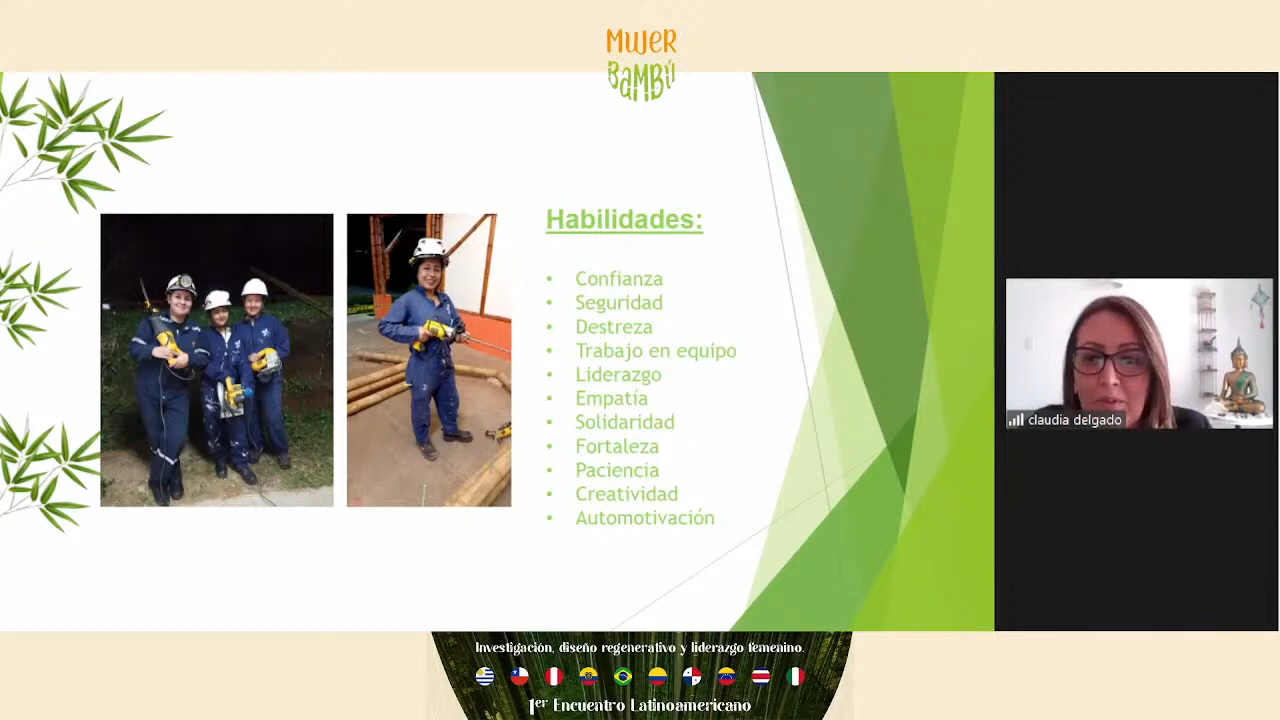 MUJER
BaMBÚ
Habilidades:
• Confianza
• Seguridad
• Destreza
• Trabajo en equipo
• Liderazgo
• Empatía
• Solidaridad
• Fortaleza
• Paciencia
• Creatividad
• Automotivación
claudia delgado
Investigación, diseño regenerativo y liderazgo femenino.
1er Encuentro Latinoamericano